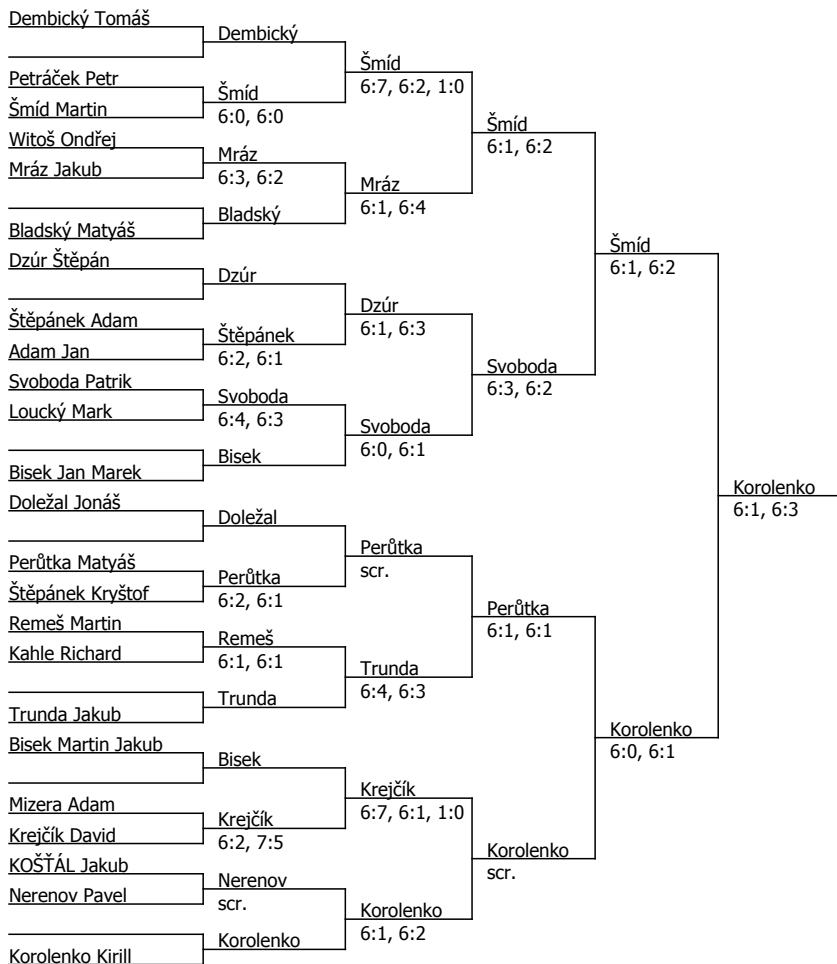 Dembický Tomáš
Petráček Petr
Šmíd Martin
Witoš Ondřej
Mráz Jakub
Bladský Matyáš
Dzúr Štěpán
Štěpánek Adam
Adam Jan
Svoboda Patrik
Loucký Mark
Bisek Jan Marek
Doležal Jonáš
Perůtka Matyáš
Štěpánek Kryštof
Remeš Martin
Kahle Richard
Trunda Jakub
Bisek Martin Jakub
Mizera Adam
Krejčík David
KOŠŤÁL Jakub
Nerenov Pavel
Korolenko Kirill
Dembický
Šmíd
6:0, 6:0
Mráz
6:3, 6:2
Bladský
Dzúr
Štěpánek
6:2, 6:1
Svoboda
6:4, 6:3
Bisek
Doležal
Perůtka
6:2, 6:1
Remeš
6:1, 6:1
Trunda
Bisek
Krejčík
6:2, 7:5
Nerenov
scr.
Korolenko
Šmíd
6:7, 6:2, 1:0
Mráz
6:1, 6:4
Dzúr
6:1, 6:3
Svoboda
6:0, 6:1
Perůtka
scr.
Trunda
6:4, 6:3
Krejčík
6:7, 6:1, 1:0
Korolenko
6:1, 6:2
Šmíd
6:1, 6:2
Svoboda
6:3, 6:2
Perůtka
6:1, 6:1
Korolenko
scr.
Šmíd
6:1, 6:2
Korolenko
6:0, 6:1
Korolenko
6:1, 6:3